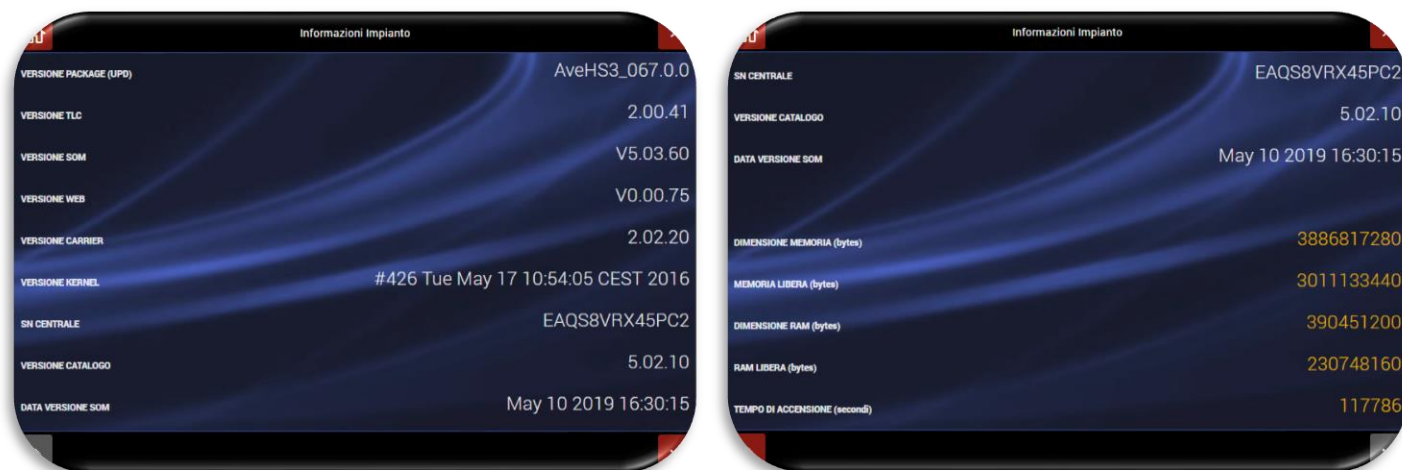 Informazioni Impianto
VERSIONE PACKAGE (UPD) AveHS3_067.0.0
VERSIONE TLC 2.00.41
VERSIONE SOM V5.03.60
VERSIONE WEB V0.00.75
VERSIONE CARRIER 2.02.20
VERSIONE KERNEL #426 Tue May 17 10:54:05 CEST 2016
SN CENTRALE EAQS8VRX45PC2
VERSIONE CATALOGO 5.02.10
DATA VERSIONE SOM May 10 2019 16:30:15
Informazioni Impianto
SN CENTRALE EAQS8VRX45PC2
VERSIONE CATALOGO 5.02.10
DATA VERSIONE SOM May 10 2019 16:30:15
DIMENSIONE MEMORIA (bytes) 3886817280
MEMORIA LIBERA (bytes) 3011133440
DIMENSIONE RAM (bytes) 390451200
RAM LIBERA (bytes) 230748160
TEMPO DI ACCENSIONE (secondi) 117786